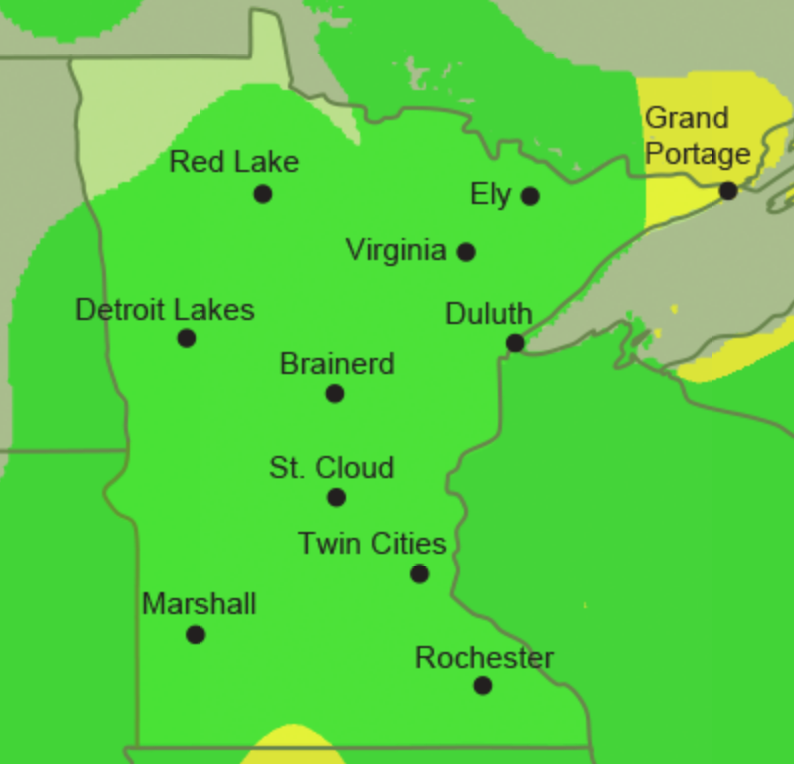 Grand
Portage
Red Lake
Ely
Virginia
Detroit Lakes
Duluth
Brainerd
St. Cloud
Twin Cities
Marshall
Rochester